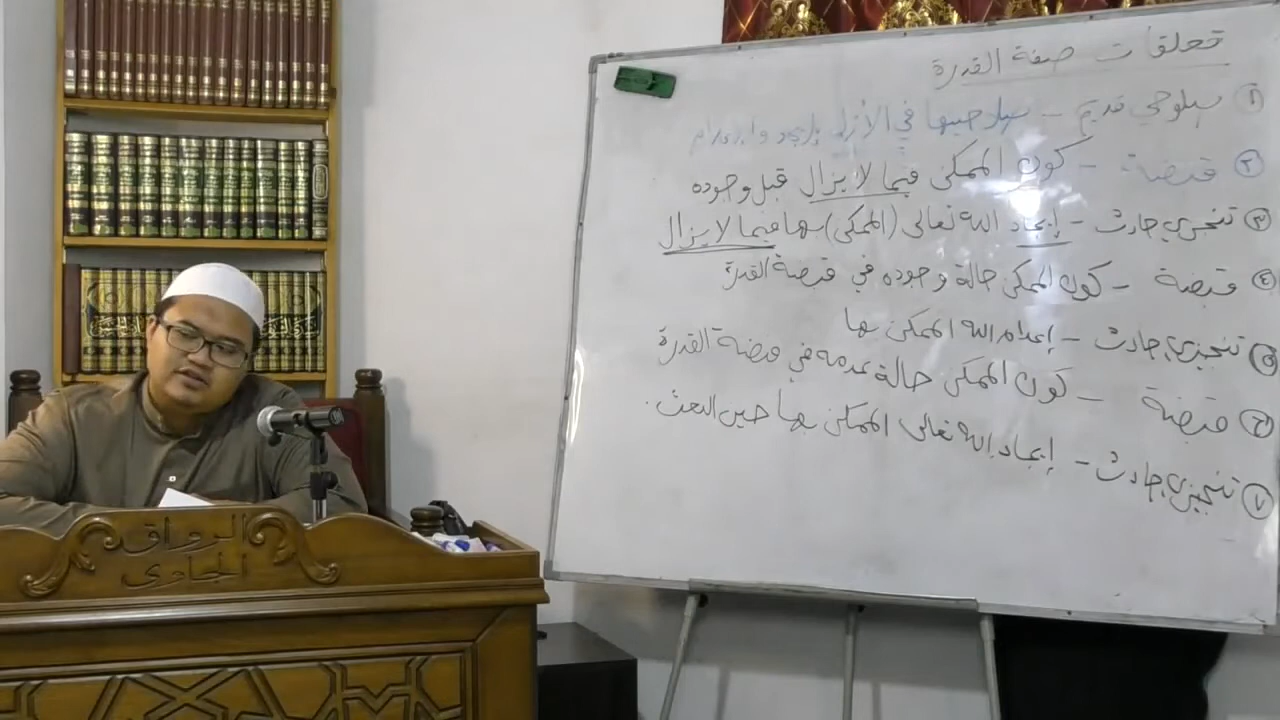 تعلقات صفة القدرة
١ صلوحي قديم – صلاحيتها في الأزل بإيجاد وإعدام
٢ قبضة – كون الممكن فيما لا يزال قبل وجوده
٣ تنجيزي حادث – إيجاد الله تعالى (الممكن) بها فيما لا يزال
٤ قبضة – كون الممكن حالة وجوده في قبضة القدرة
٥ تنجيزي حادث – إعدام الله الممكن بها
٦ قبضة – كون الممكن حالة عدمه في قبضة القدرة
٧ تنجيزي حادث – إيجاد الله تعالى الممكن بها حين البعث.
الرواق
الجاوي